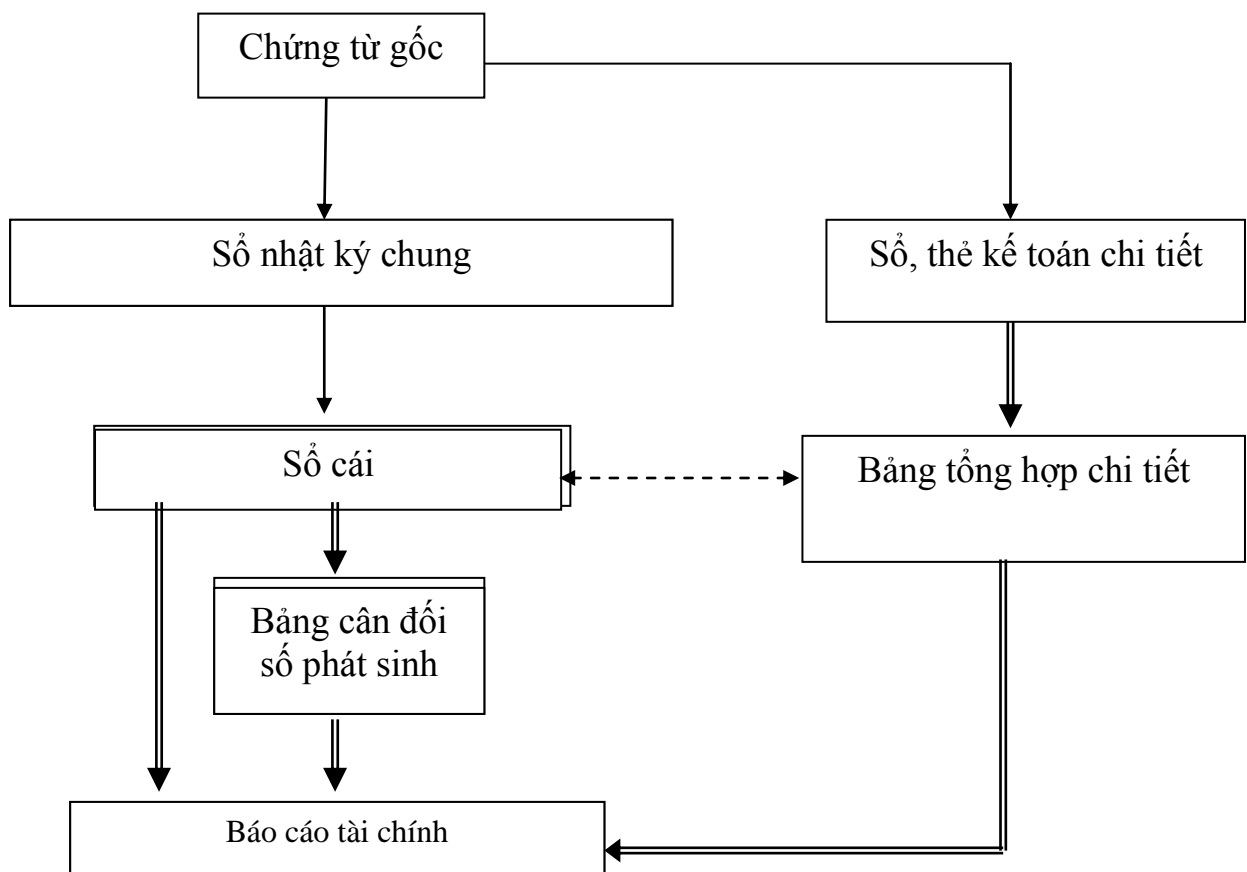 Chứng từ gốc
Sổ nhật ký chung
Sổ, thẻ kế toán chi tiết
Sổ cái
Bảng tổng hợp chi tiết
Bảng cân đối
số phát sinh
Báo cáo tài chính